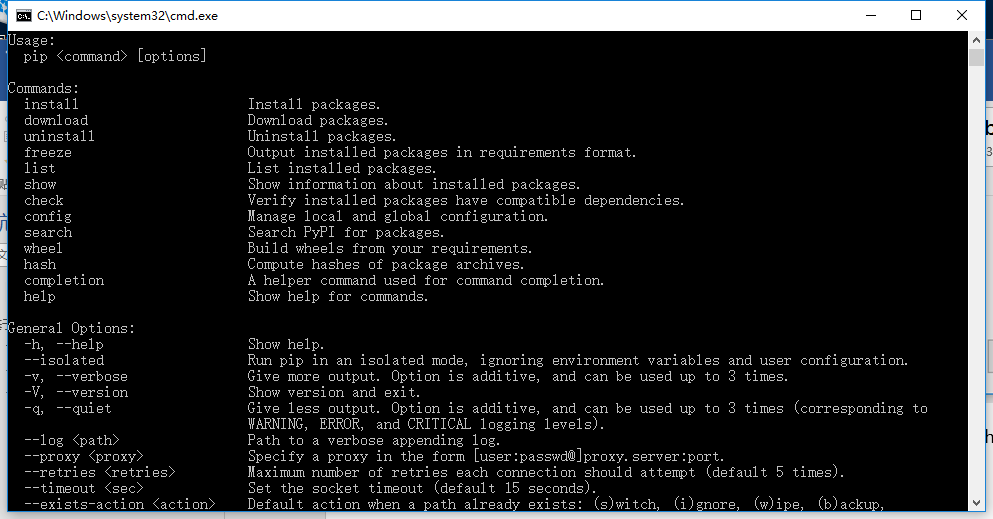 C:\Windows\system32\cmd.exe
Usage:
pip <command> [options]
Commands:
install Install packages.
download Download packages.
uninstall Uninstall packages.
freeze Output installed packages in requirements format.
list List installed packages.
show Show information about installed packages.
check Verify installed packages have compatible dependencies.
config Manage local and global configuration.
search Search PyPI for packages.
wheel Build wheels from your requirements.
hash Compute hashes of package archives.
completion A helper command used for command completion.
help Show help for commands.
General Options:
-h, --help Show help.
--isolated Run pip in an isolated mode, ignoring environment variables and user configuration.
-v, --verbose Give more output. Option is additive, and can be used up to 3 times.
-V, --version Show version and exit.
-q, --quiet Give less output. Option is additive, and can be used up to 3 times (corresponding to
WARNING, ERROR, and CRITICAL logging levels).
--log <path> Path to a verbose appending log.
--proxy <proxy> Specify a proxy in the form [user:passwd@]proxy.server:port.
--retries <retries> Maximum number of retries each connection should attempt (default 5 times).
--timeout <sec> Set the socket timeout (default 15 seconds).
--exists-action <action> Default action when a path already exists: (s)witch, (i)gnore, (w)ipe, (b)ackup,